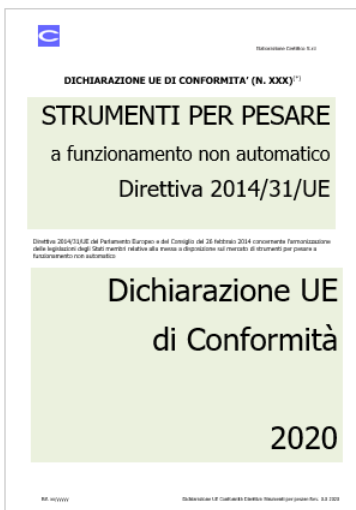 C
Elaborazione Certifico S.r.l
DICHIARAZIONE UE DI CONFORMITA' (N. XXX)(*)
STRUMENTI PER PESARE
a funzionamento non automatico
Direttiva 2014/31/UE
Direttiva 2014/31/UE del Parlamento Europeo e del Consiglio del 26 febbraio 2014 concernente l'armonizzazione
delle legislazioni degli Stati membri relative alla messa a disposizione sul mercato di strumenti per pesare a
funzionamento non automatico
Dichiarazione UE
di Conformità
2020
Dichiarazione UE Conformità Direttiva Strumenti per pesare Rev. 2020